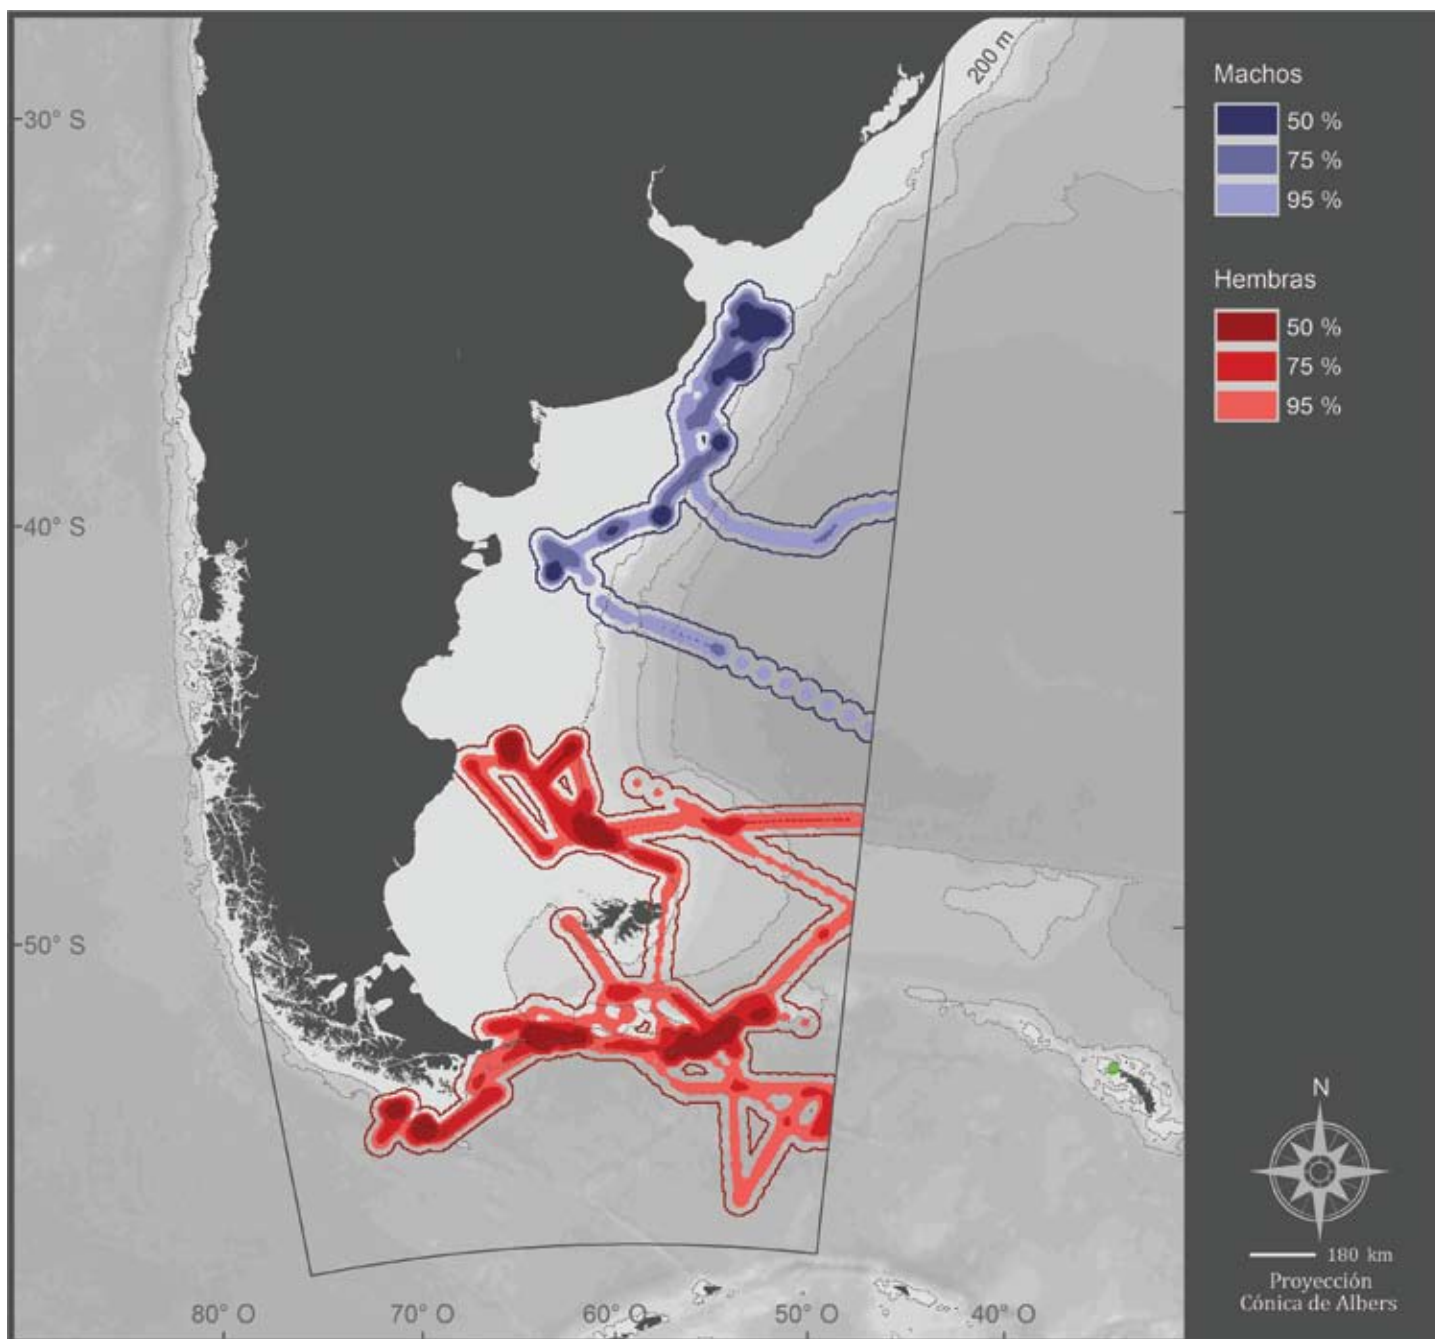 200 m
30° S
40° S
50° S
80° O
70° O
60° O
50° O
40° O
Machos
50 %
75 %
95 %
Hembras
50 %
75 %
95 %
N
180 km
Proyección
Cónica de Albers